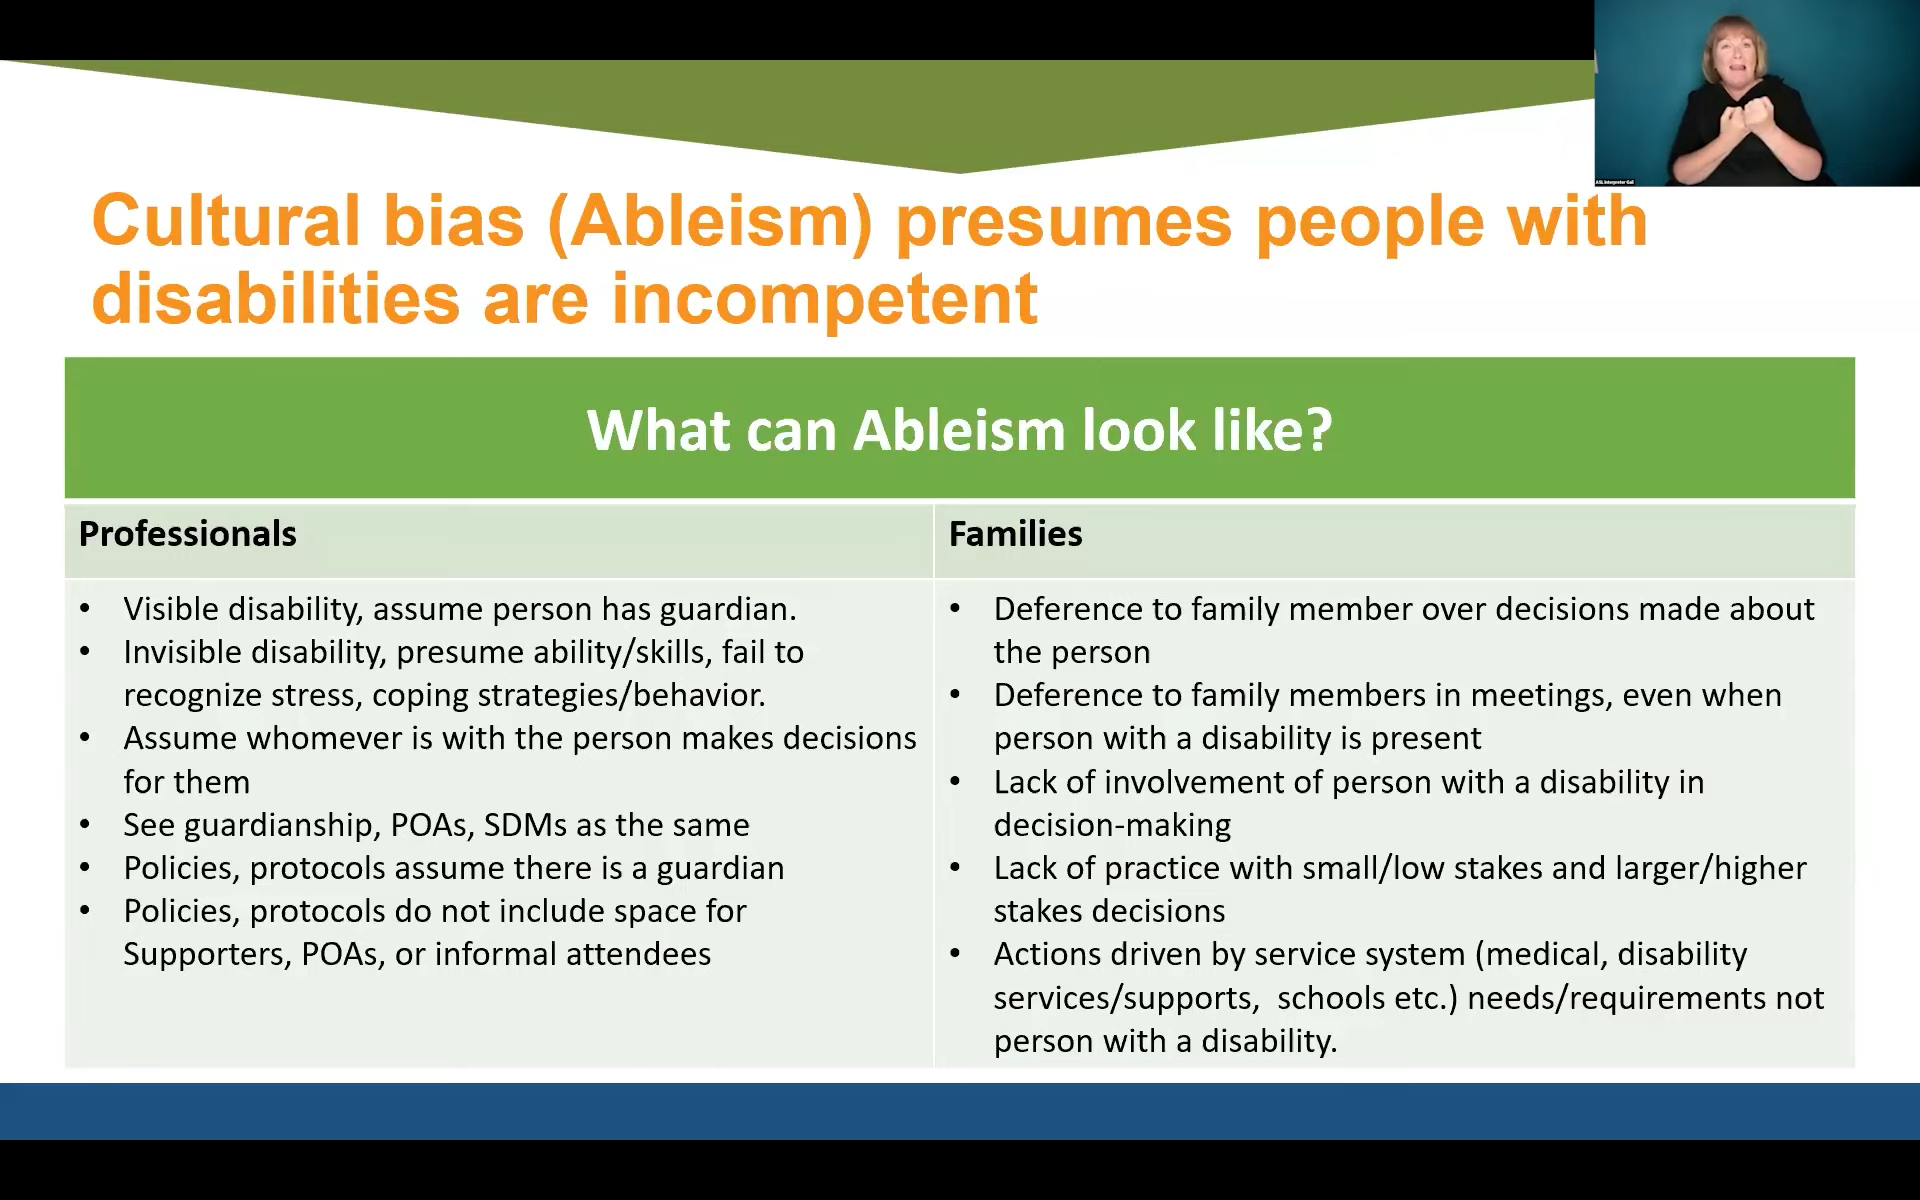 ASL Interpreter Gail
Cultural bias (Ableism) presumes people with
disabilities are incompetent
What can Ableism look like?
Professionals
• Visible disability, assume person has guardian.
• Invisible disability, presume ability/skills, fail to
recognize stress, coping strategies/behavior.
• Assume whomever is with the person makes decisions
for them
• See guardianship, POAs, SDMs as the same
• Policies, protocols assume there is a guardian
• Policies, protocols do not include space for
Supporters, POAs, or informal attendees
Families
• Deference to family member over decisions made about
the person
• Deference to family members in meetings, even when
person with a disability is present
• Lack of involvement of person with a disability in
decision-making
• Lack of practice with small/low stakes and larger/higher
stakes decisions
• Actions driven by service system (medical, disability
services/supports,  schools etc.) needs/requirements not
person with a disability.